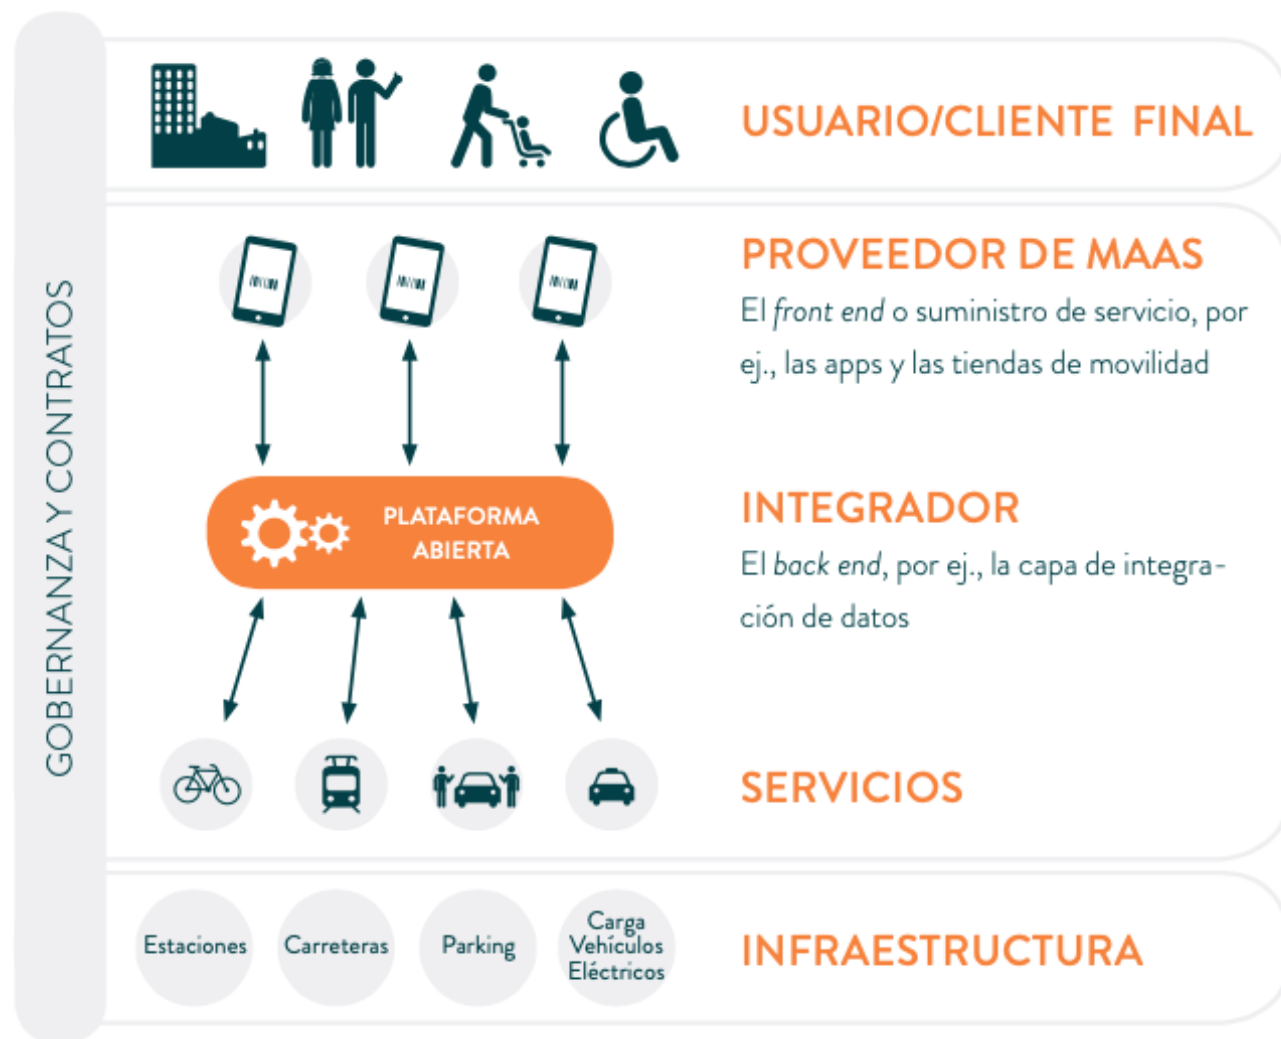 GOBERNANZA Y CONTRATOS
USUARIO/CLIENTE FINAL
PROVEEDOR DE MAAS
El front end o suministro de servicio, por
ej., las apps y las tiendas de movilidad
PLATAFORMA
ABIERTA
INTEGRADOR
El back end, por ej., la capa de integra-
ción de datos
SERVICIOS
Estaciones
Carreteras
Parking
Carga
Vehículos
Eléctricos
INFRAESTRUCTURA